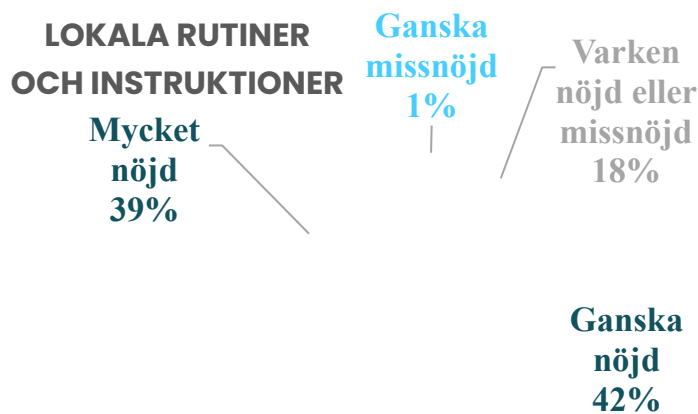 LOKALA RUTINER
OCH INSTRUKTIONER
Mycket
nöjd
39%
Ganska
missnöjd
1%
Varken
nöjd eller
missnöjd
18%
Ganska
nöjd
42%